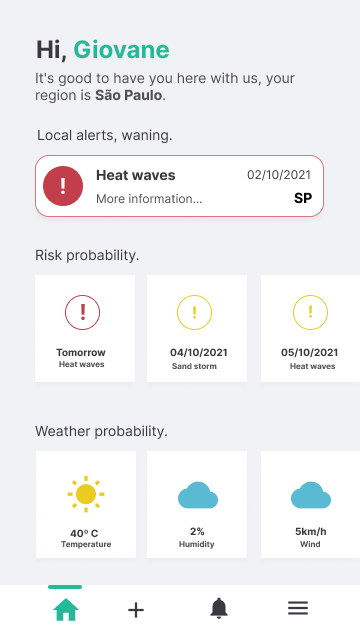 Hi, Giovane
It's good to have you here with us, your
region is São Paulo.
Local alerts, waning.
Heat waves 02/10/2021
More information... SP
Risk probability.
Tomorrow 04/10/2021 05/10/2021
Heat waves Sand storm Heat waves
Weather probability.
40º C 2% 5km/h
Temperature Humidity Wind